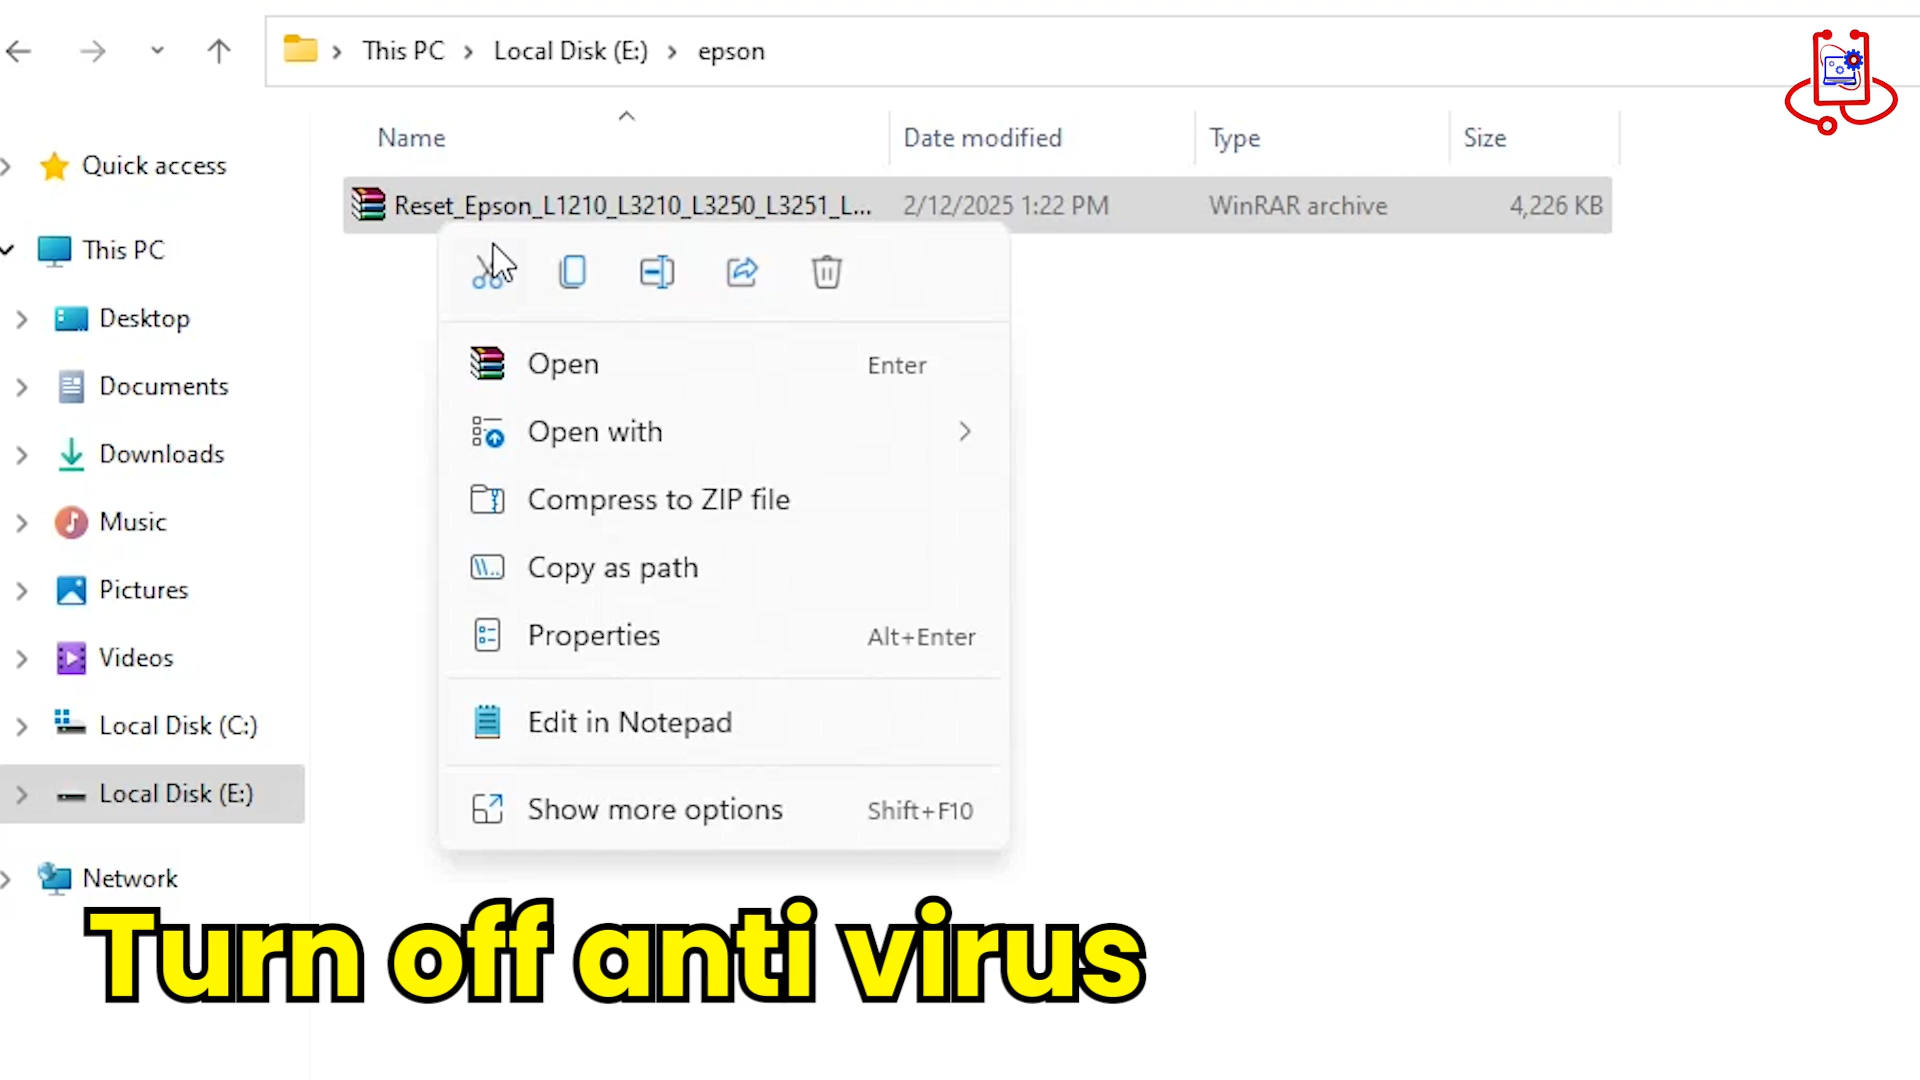 This PC > Local Disk (E:) > epson
Name Date modified Type Size
Quick access
Reset_Epson_L1210_L3210_L3250_L3251_L... 2/12/2025 1:22 PM WinRAR archive 4,226 KB
This PC
Desktop
Documents
Downloads
Music
Pictures
Videos
Local Disk (C:)
Local Disk (E:)
Network
Open Enter
Open with
Compress to ZIP file
Copy as path
Properties Alt+Enter
Edit in Notepad
Show more options Shift+F10
Turn off anti virus